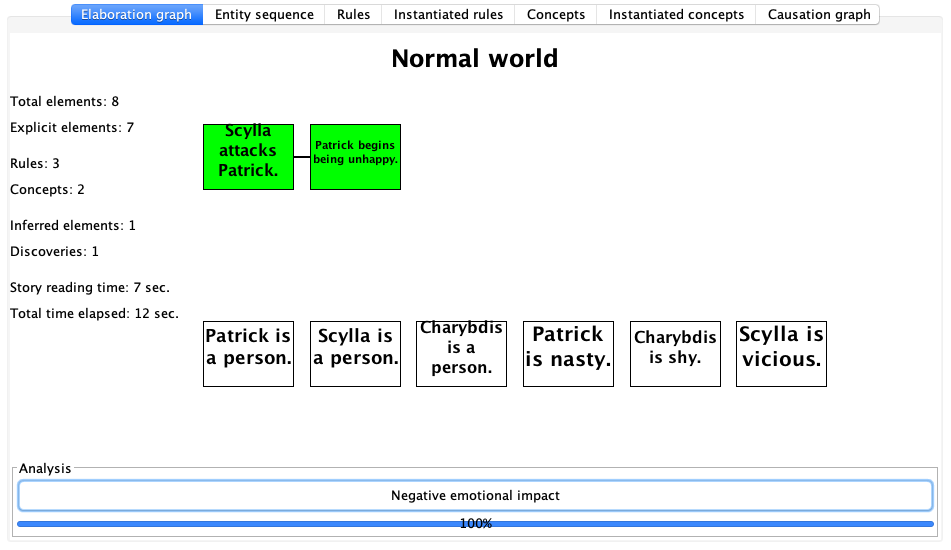 Elaboration graph
Entity sequence
Rules
Instantiated rules
Concepts
Instantiated concepts
Causation graph
Normal world
Total elements: 8
Explicit elements: 7
Rules: 3
Concepts: 2
Inferred elements: 1
Discoveries: 1
Story reading time: 7 sec.
Total time elapsed: 12 sec.
Scylla
attacks
Patrick.
Patrick begins
being unhappy.
Patrick is
a person.
Scylla is
a person.
Charybdis
is a
person.
Patrick
is nasty.
Charybdis
is shy.
Scylla is
vicious.
Analysis
Negative emotional impact
100%